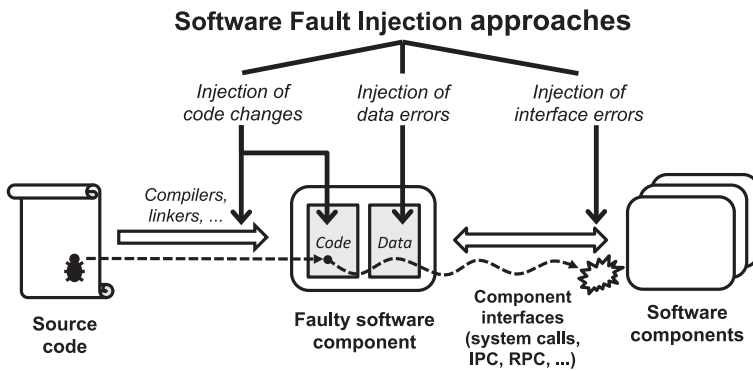 Software Fault Injection approaches
Injection of
code changes
Injection of
data errors
Injection of
interface errors
Compilers,
linkers, ...
Code
Data
Source
code
Faulty software
component
Component
interfaces
(system calls,
IPC, RPC, ...)
Software
components